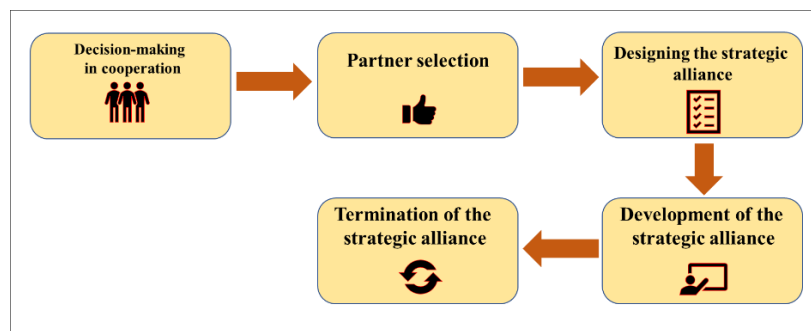 Decision-making
in cooperation
Partner selection
Designing the strategic
alliance
Development of the
strategic alliance
Termination of the
strategic alliance